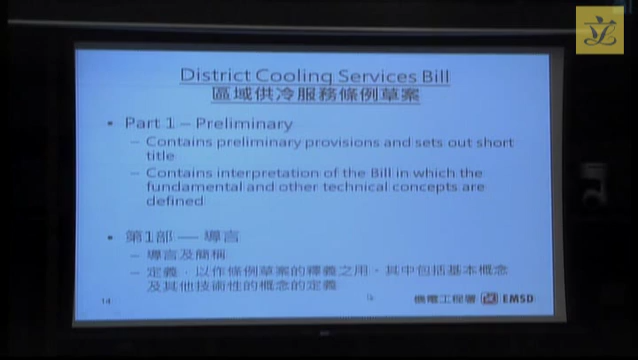 District Cooling Services Bill
區域供冷服務條例草案
• Part 1 – Preliminary
– Contains preliminary provisions and sets out short
title
– Contains interpretation of the Bill in which the
fundamental and other technical concepts are
defined
• 第1部 — 導言
– 導言及簡稱
– 定義，以作條例草案的釋義之用，其中包括基本概念
及其他技術性的概念的定義
14
機電工程署 EMSD
立